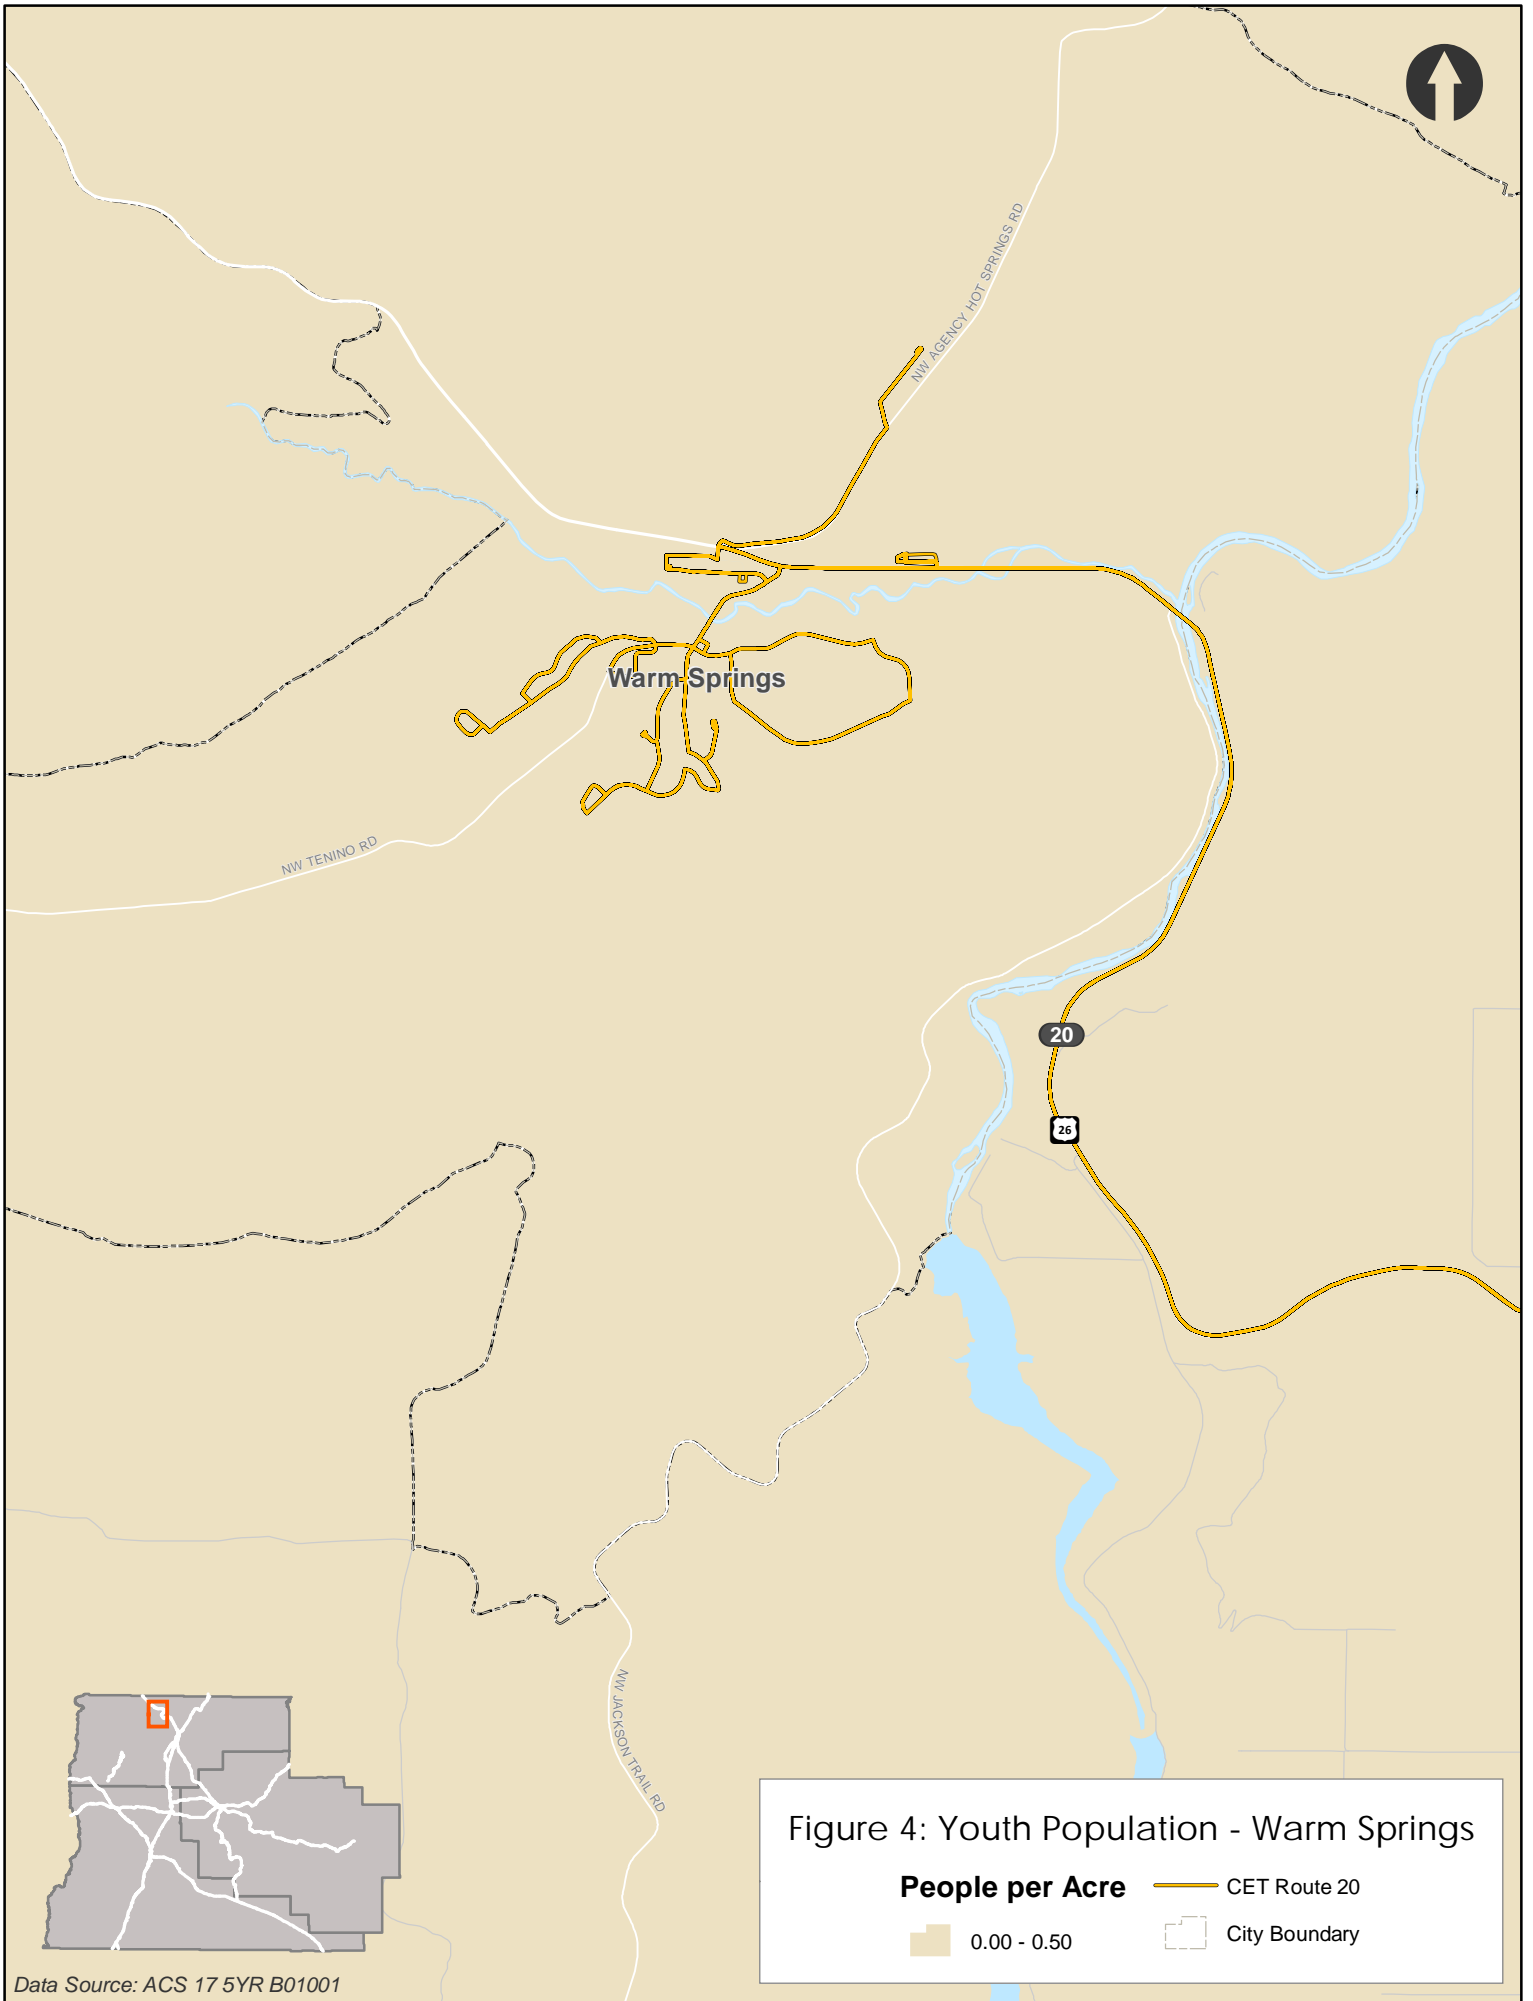 NW AGENCY HOT SPRINGS RD
Warm Springs
NW TENINO RD
20
26
NW JACKSON TRAIL RD
Figure 4: Youth Population - Warm Springs
People per Acre
CET Route 20
0.00 - 0.50
City Boundary
Data Source: ACS 17 5YR B01001